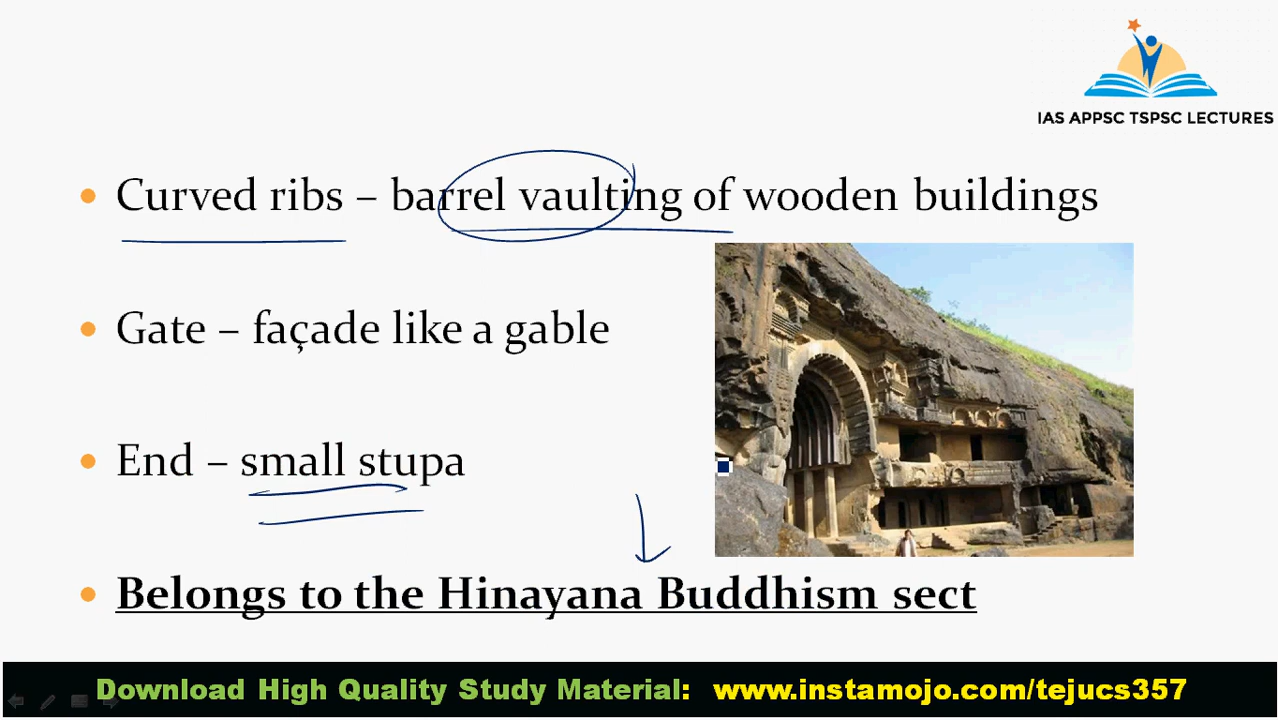 IAS APPSC TSPSC LECTURES
• Curved ribs – barrel vaulting of wooden buildings
• Gate – façade like a gable
• End – small stupa
• Belongs to the Hinayana Buddhism sect
Download High Quality Study Material: www.instamojo.com/tejucs357